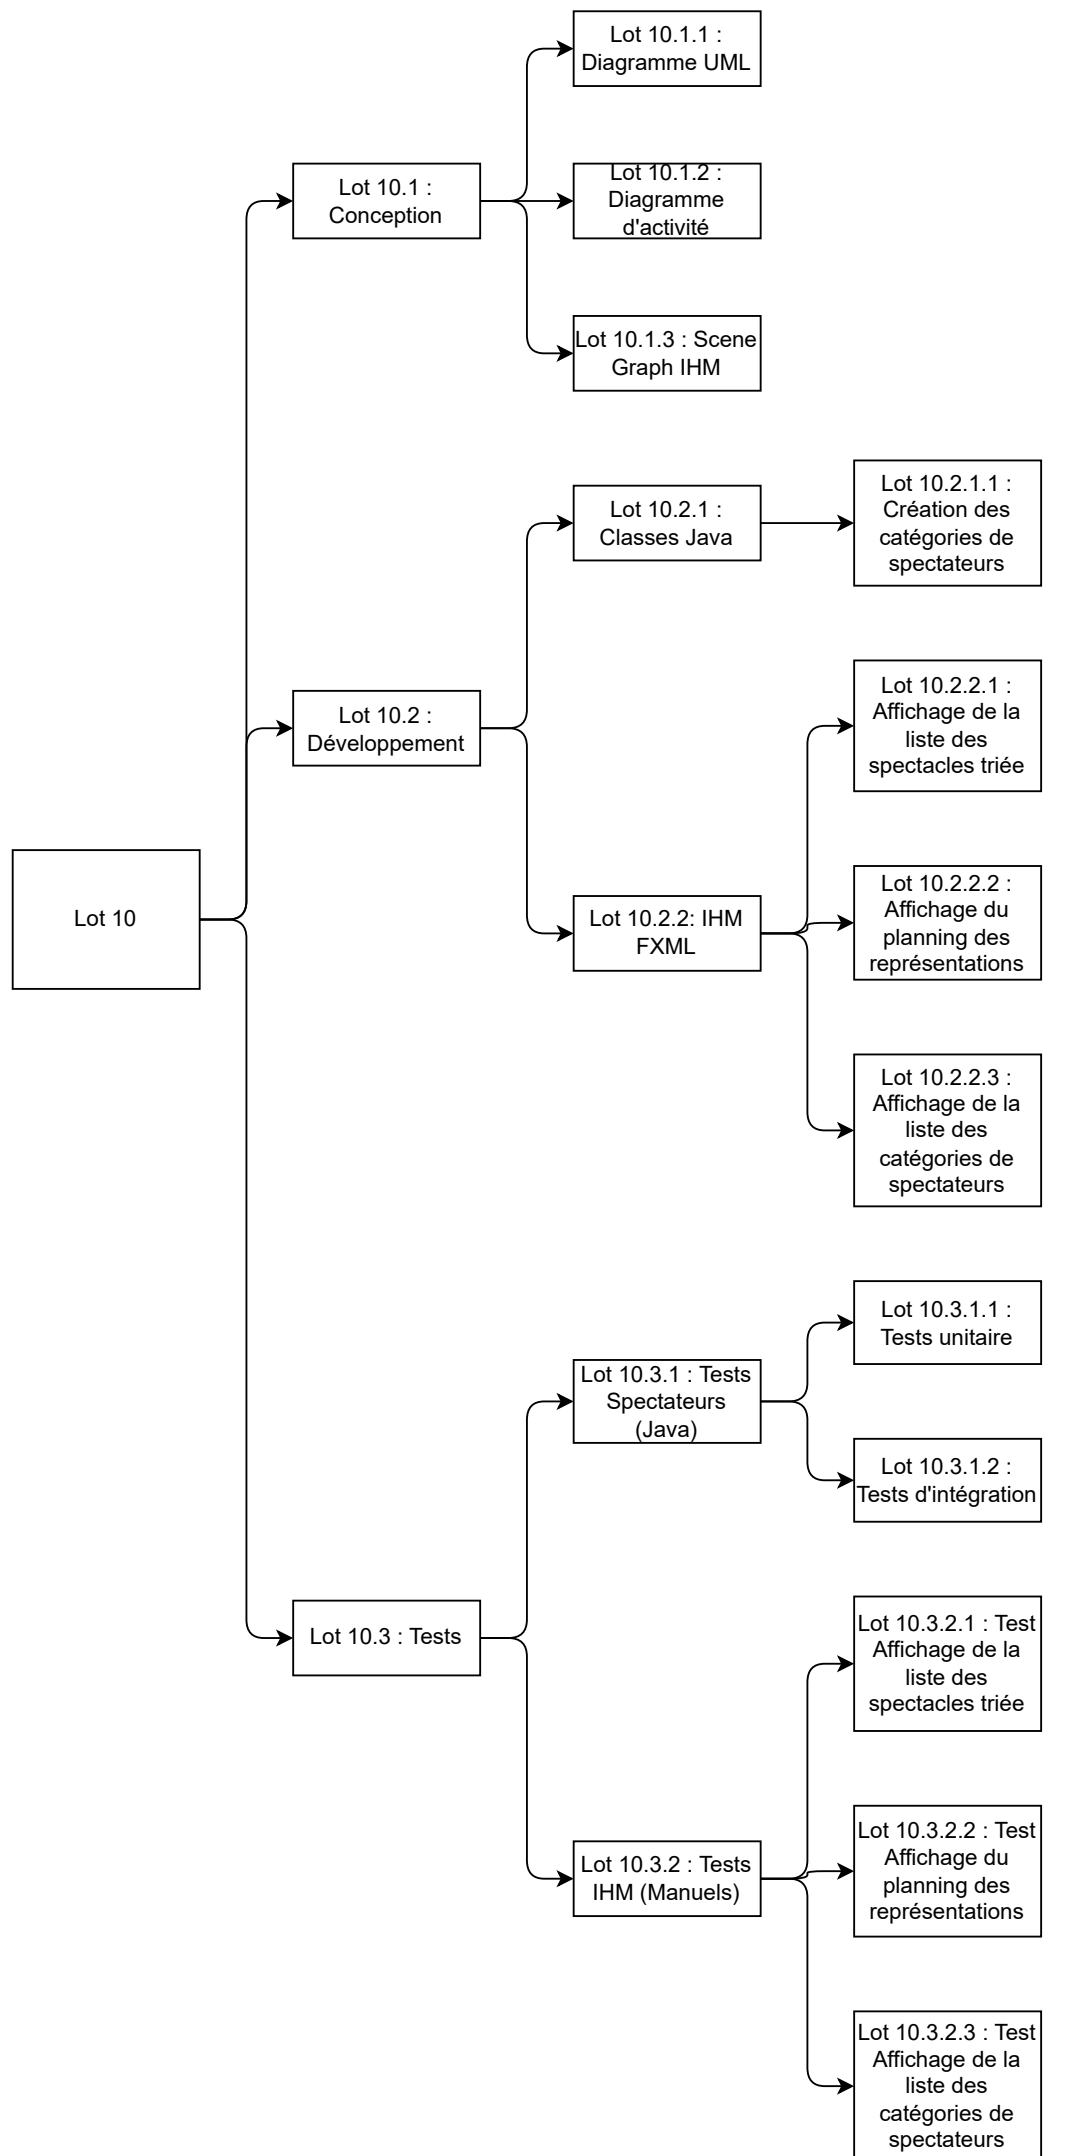 Lot 10.1.1 :
Diagramme UML
Lot 10.1 :
Conception
Lot 10.1.2 :
Diagramme
d'activité
Lot 10.1.3 : Scene
Graph IHM
Lot 10.2.1 :
Classes Java
Lot 10.2.1.1 :
Création des
catégories de
spectateurs
Lot 10.2 :
Développement
Lot 10.2.2.1 :
Affichage de la
liste des
spectacles triée
Lot 10
Lot 10.2.2: IHM
FXML
Lot 10.2.2.2 :
Affichage du
planning des
représentations
Lot 10.2.2.3 :
Affichage de la
liste des
catégories de
spectateurs
Lot 10.3.1.1 :
Tests unitaire
Lot 10.3.1 : Tests
Spectateurs
(Java)
Lot 10.3.1.2 :
Tests d'intégration
Lot 10.3 : Tests
Lot 10.3.2.1 : Test
Affichage de la
liste des
spectacles triée
Lot 10.3.2 : Tests
IHM (Manuels)
Lot 10.3.2.2 : Test
Affichage du
planning des
représentations
Lot 10.3.2.3 : Test
Affichage de la
liste des
catégories de
spectateurs